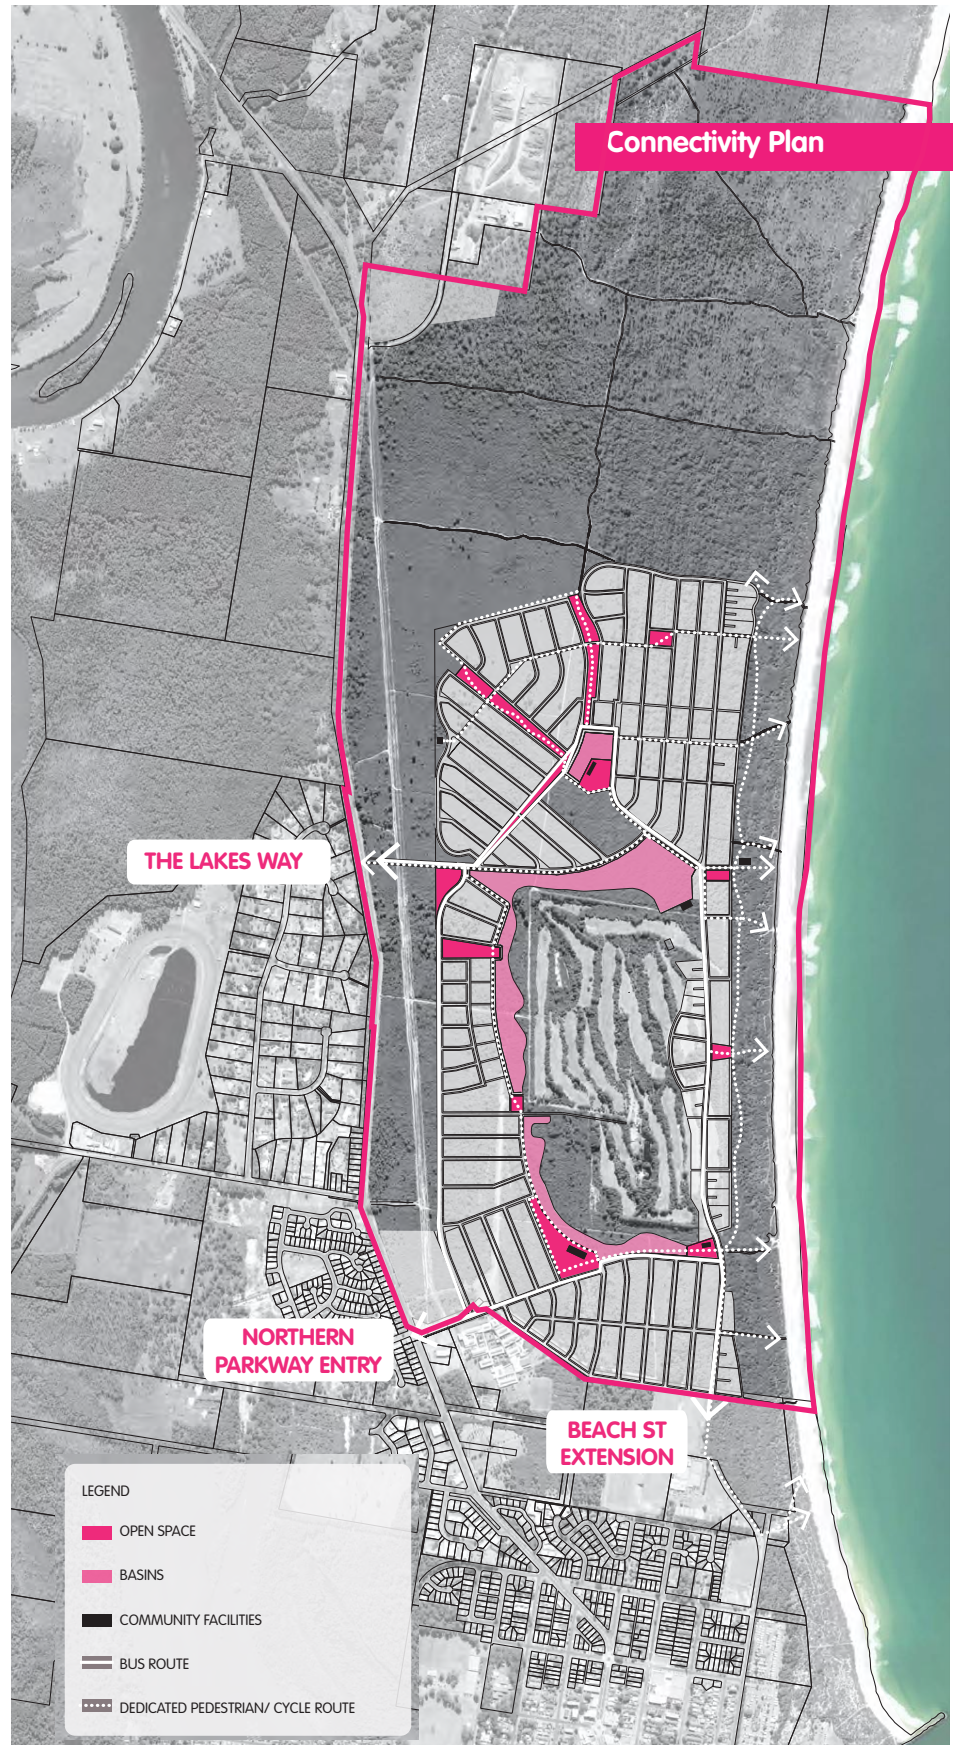 Connectivity Plan
THE LAKES WAY
NORTHERN
PARKWAY ENTRY
BEACH ST
EXTENSION
LEGEND
OPEN SPACE
BASINS
COMMUNITY FACILITIES
BUS ROUTE
DEDICATED PEDESTRIAN/ CYCLE ROUTE